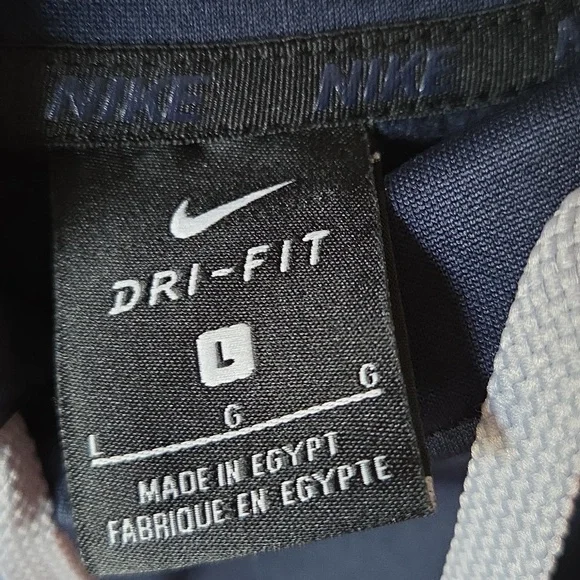 NIKE NIKE
DRI-FIT
L
L G G
MADE IN EGYPT
FABRIQUE EN EGYPTE